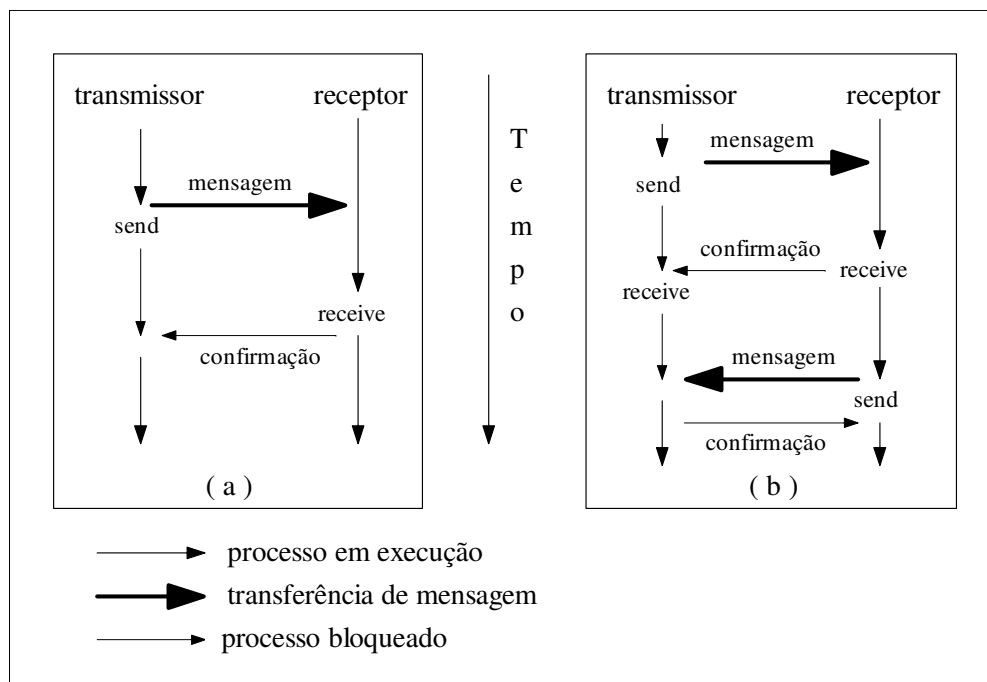 transmissor
receptor
mensagem
send
receive
confirmação
( a )
T
e
m
p
o
transmissor
receptor
mensagem
send
confirmação
receive
receive
mensagem
send
confirmação
( b )
processo em execução
transferência de mensagem
processo bloqueado